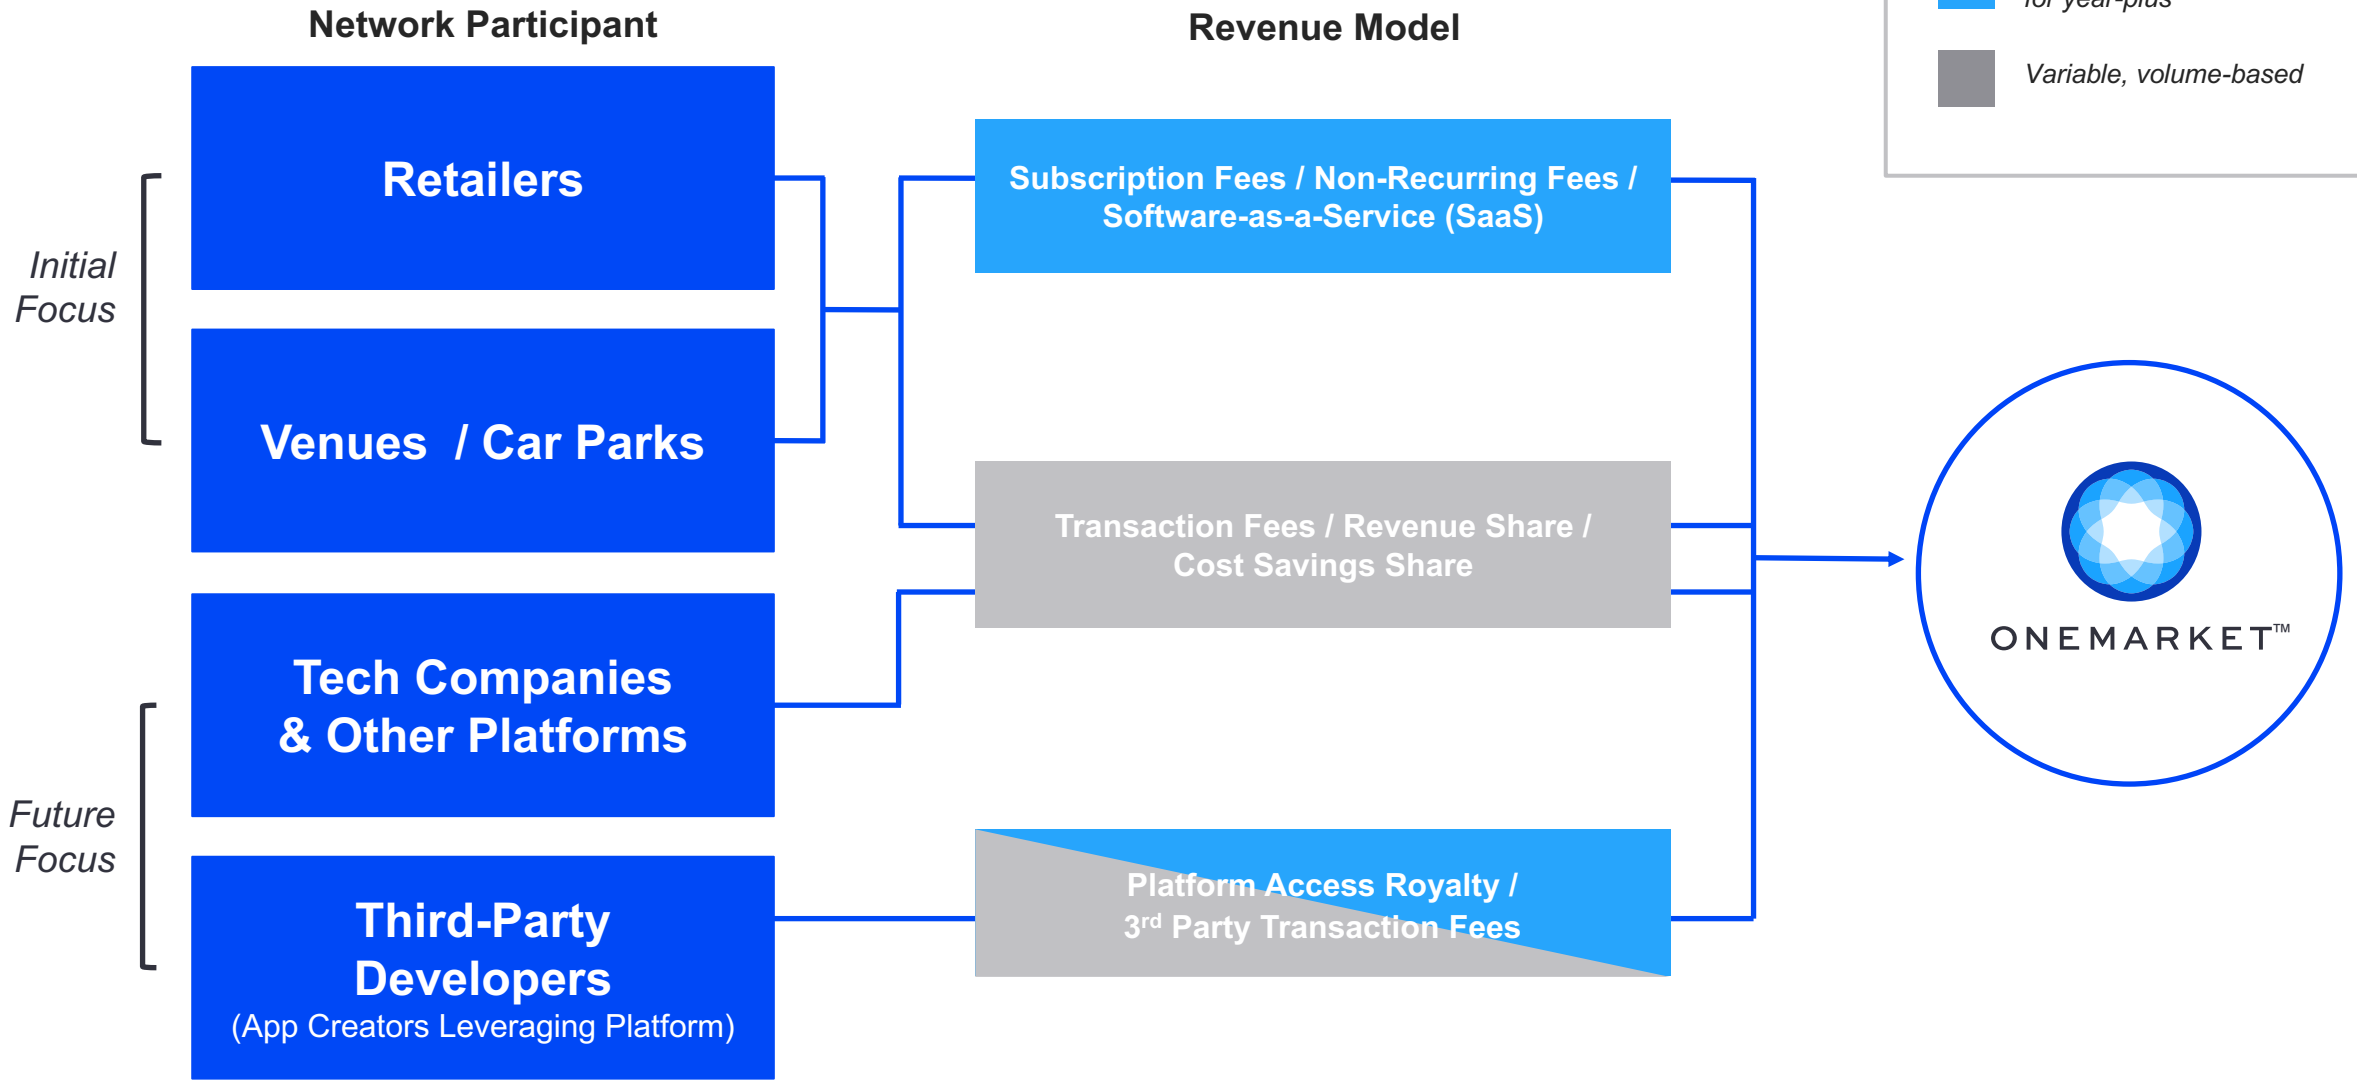 Network Participant
Revenue Model
for year-plus
Variable, volume-based
Initial
Focus
Retailers
Venues / Car Parks
Future
Focus
Tech Companies
& Other Platforms
Third-Party
Developers
(App Creators Leveraging Platform)
Subscription Fees / Non-Recurring Fees /
Software-as-a-Service (SaaS)
Transaction Fees / Revenue Share /
Cost Savings Share
Platform Access Royalty /
3rd Party Transaction Fees
ONEMARKET™